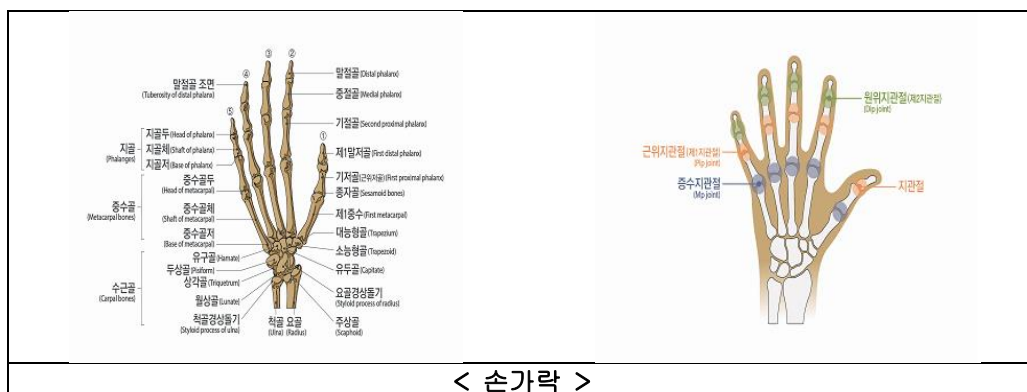 ③
②
④
말절골 조면
(Tuberosity of distal phalanx)
말절골(Distal phalanx)
중절골(Medial phalanx)
⑤
기절골(Second proximal phalanx)
①
지골
(Phalanges)
지골두(Head of phalanx)
지골체(Shaft of phalanx)
지골저(Base of phalanx)
제1말저골(First distal phalanx)
기저골(근위저골)(First proximal phalanx)
종자골(Sesamoid bones)
중수골
(Metacarpal bones)
중수골두
(Head of metacarpal)
중수골체
(Shaft of metacarpal)
중수골저
(Base of metacarpal)
제1중수(First metacarpal)
대능형골(Trapezium)
소능형골(Trapezoid)
유두골(Capitate)
수근골
(Carpal bones)
유구골(Hamate)
두상골(Pisiform)
삼각골(Triquetrum)
월상골(Lunate)
척골경상돌기
(Styloid process of ulna)
요골경상돌기
(Styloid process of radius)
주상골
(Scaphoid)
척골
(Ulna)
요골
(Radius)
원위지관절(제2지관절)
(Dip joint)
근위지관절(제1지관절)
(Pip joint)
중수지관절
(Mp joint)
지관절
< 손가락 >